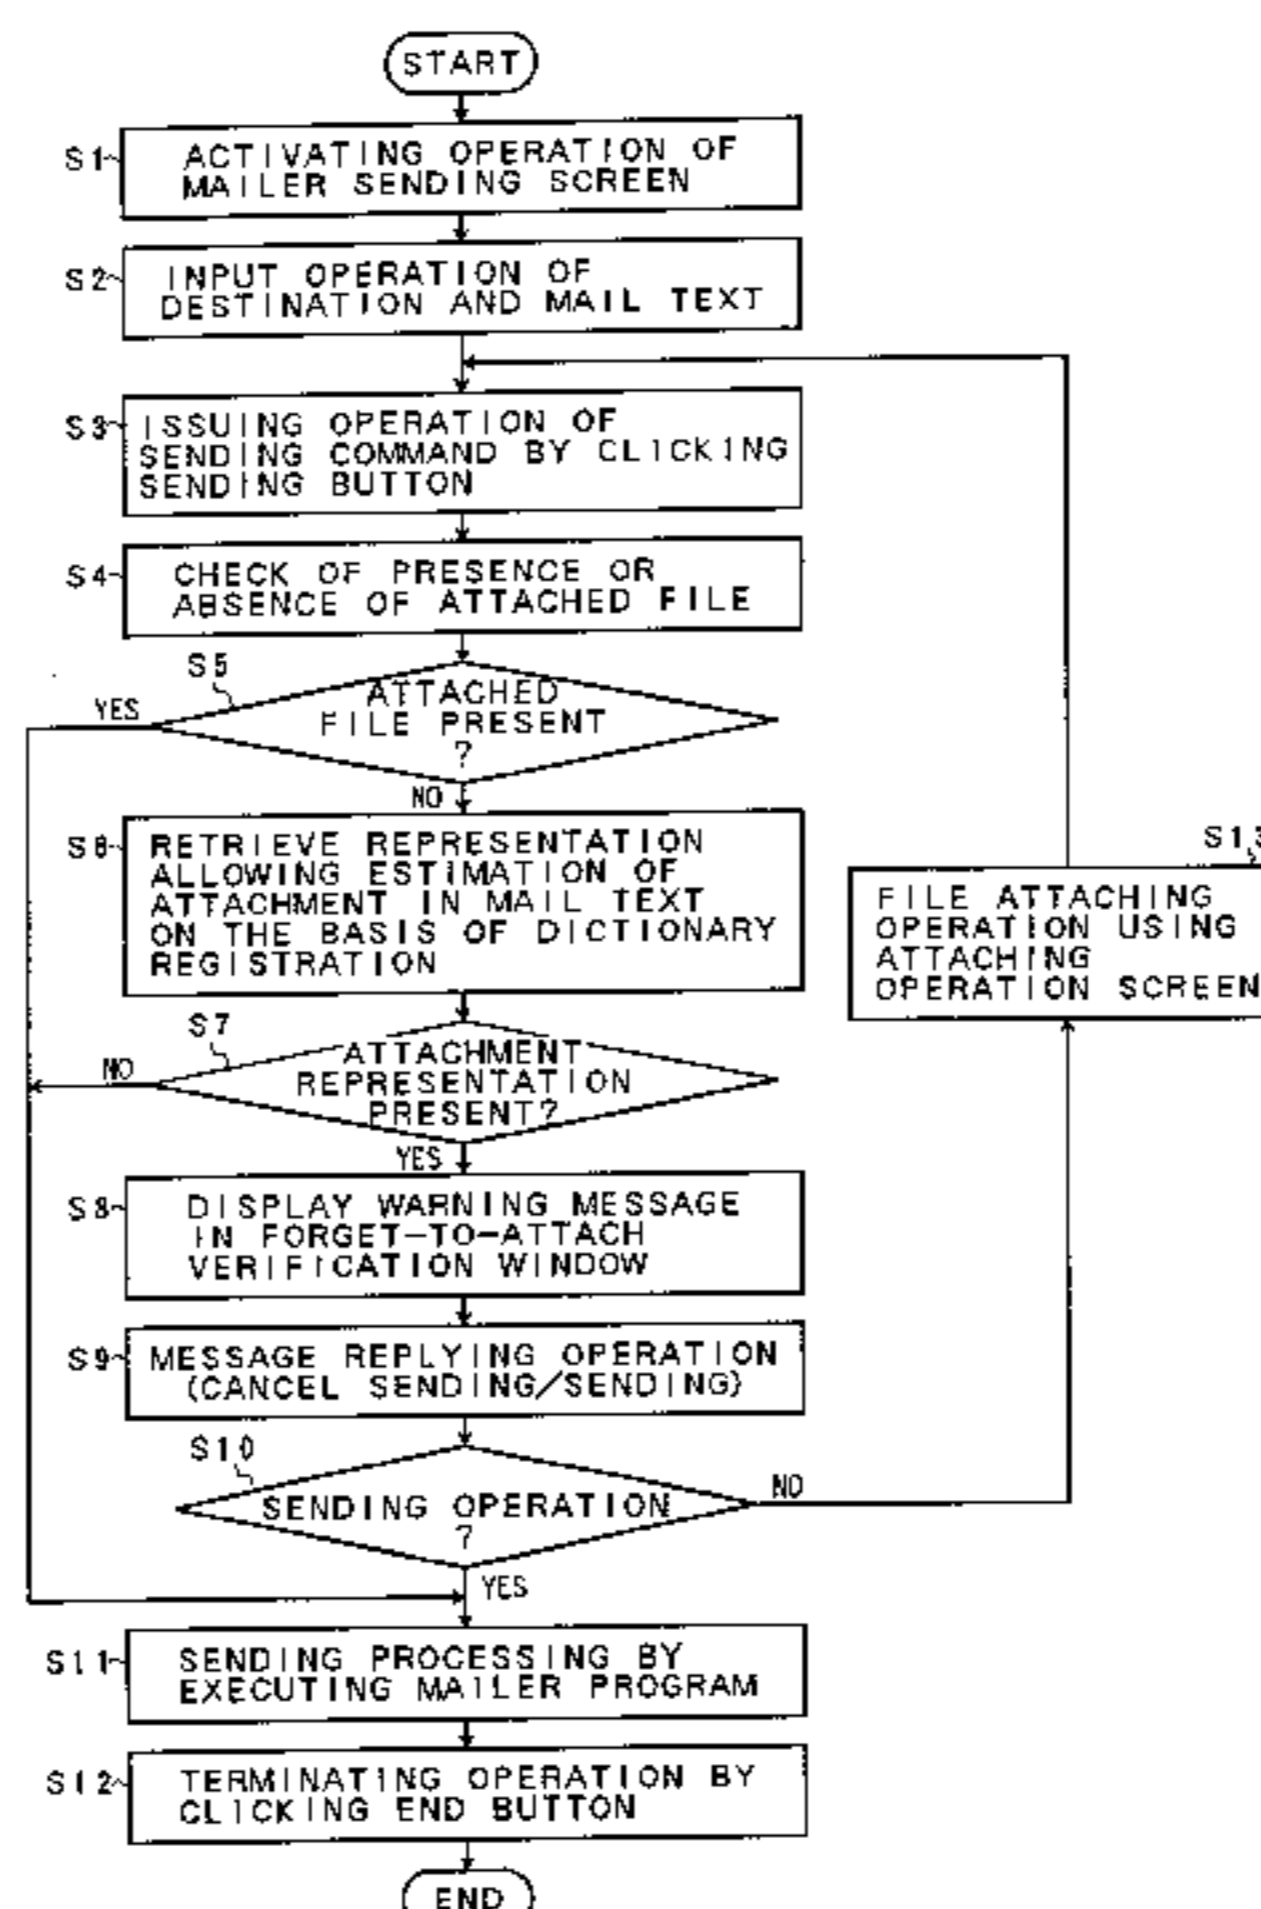 START
S1
ACTIVATING OPERATION OF
MAILER SENDING SCREEN
S2
INPUT OPERATION OF
DESTINATION AND MAIL TEXT
S3
ISSUING OPERATION OF
SENDING COMMAND BY CLICKING
SENDING BUTTON
S4
CHECK OF PRESENCE OR
ABSENCE OF ATTACHED FILE
S5
YES
ATTACHED
FILE PRESENT
?
NO
S6
RETRIEVE REPRESENTATION
ALLOWING ESTIMATION OF
ATTACHMENT IN MAIL TEXT
ON THE BASIS OF DICTIONARY
REGISTRATION
S13
FILE ATTACHING
OPERATION USING
ATTACHING
OPERATION SCREEN
S7
NO
ATTACHMENT
REPRESENTATION
PRESENT?
YES
S8
DISPLAY WARNING MESSAGE
IN FORGET-TO-ATTACH
VERIFICATION WINDOW
S9
MESSAGE REPLYING OPERATION
(CANCEL SENDING/SENDING)
S10
SENDING OPERATION
?
NO
YES
S11
SENDING PROCESSING BY
EXECUTING MAILER PROGRAM
S12
TERMINATING OPERATION BY
CLICKING END BUTTON
END